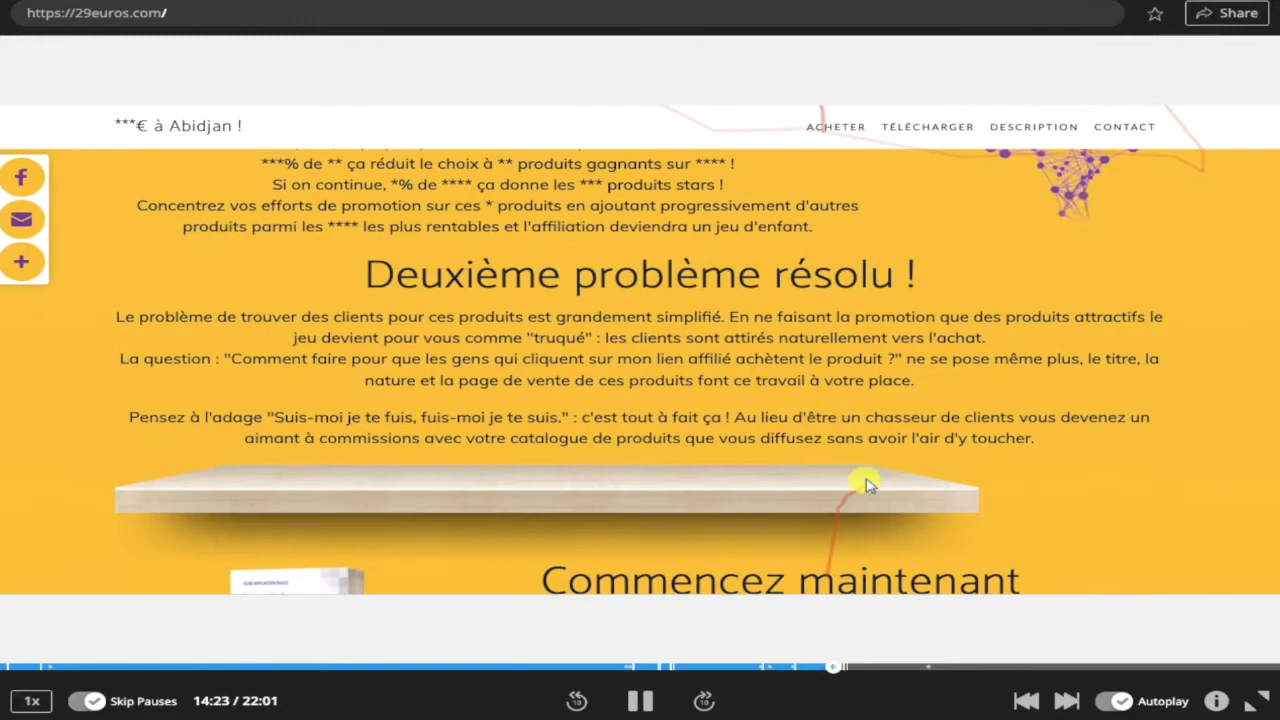 https://29euros.com/
Share
***€ à Abidjan !
ACHETER TÉLÉCHARGER DESCRIPTION CONTACT
***% de ** ça réduit le choix à ** produits gagnants sur **** !
Si on continue, *% de **** ça donne les *** produits stars !
Concentrez vos efforts de promotion sur ces * produits en ajoutant progressivement d'autres
produits parmi les **** les plus rentables et l'affiliation deviendra un jeu d'enfant.
Deuxième problème résolu !
Le problème de trouver des clients pour ces produits est grandement simplifié. En ne faisant la promotion que des produits attractifs le
jeu devient pour vous comme "truqué" : les clients sont attirés naturellement vers l'achat.
La question : "Comment faire pour que les gens qui cliquent sur mon lien affilié achètent le produit ?" ne se pose même plus, le titre, la
nature et la page de vente de ces produits font ce travail à votre place.
Pensez à l'adage "Suis-moi je te fuis, fuis-moi je te suis." : c'est tout à fait ça ! Au lieu d'être un chasseur de clients vous devenez un
aimant à commissions avec votre catalogue de produits que vous diffusez sans avoir l'air d'y toucher.
Commencez maintenant
1x Skip Pauses 14:23 / 22:01 10 10 Autoplay